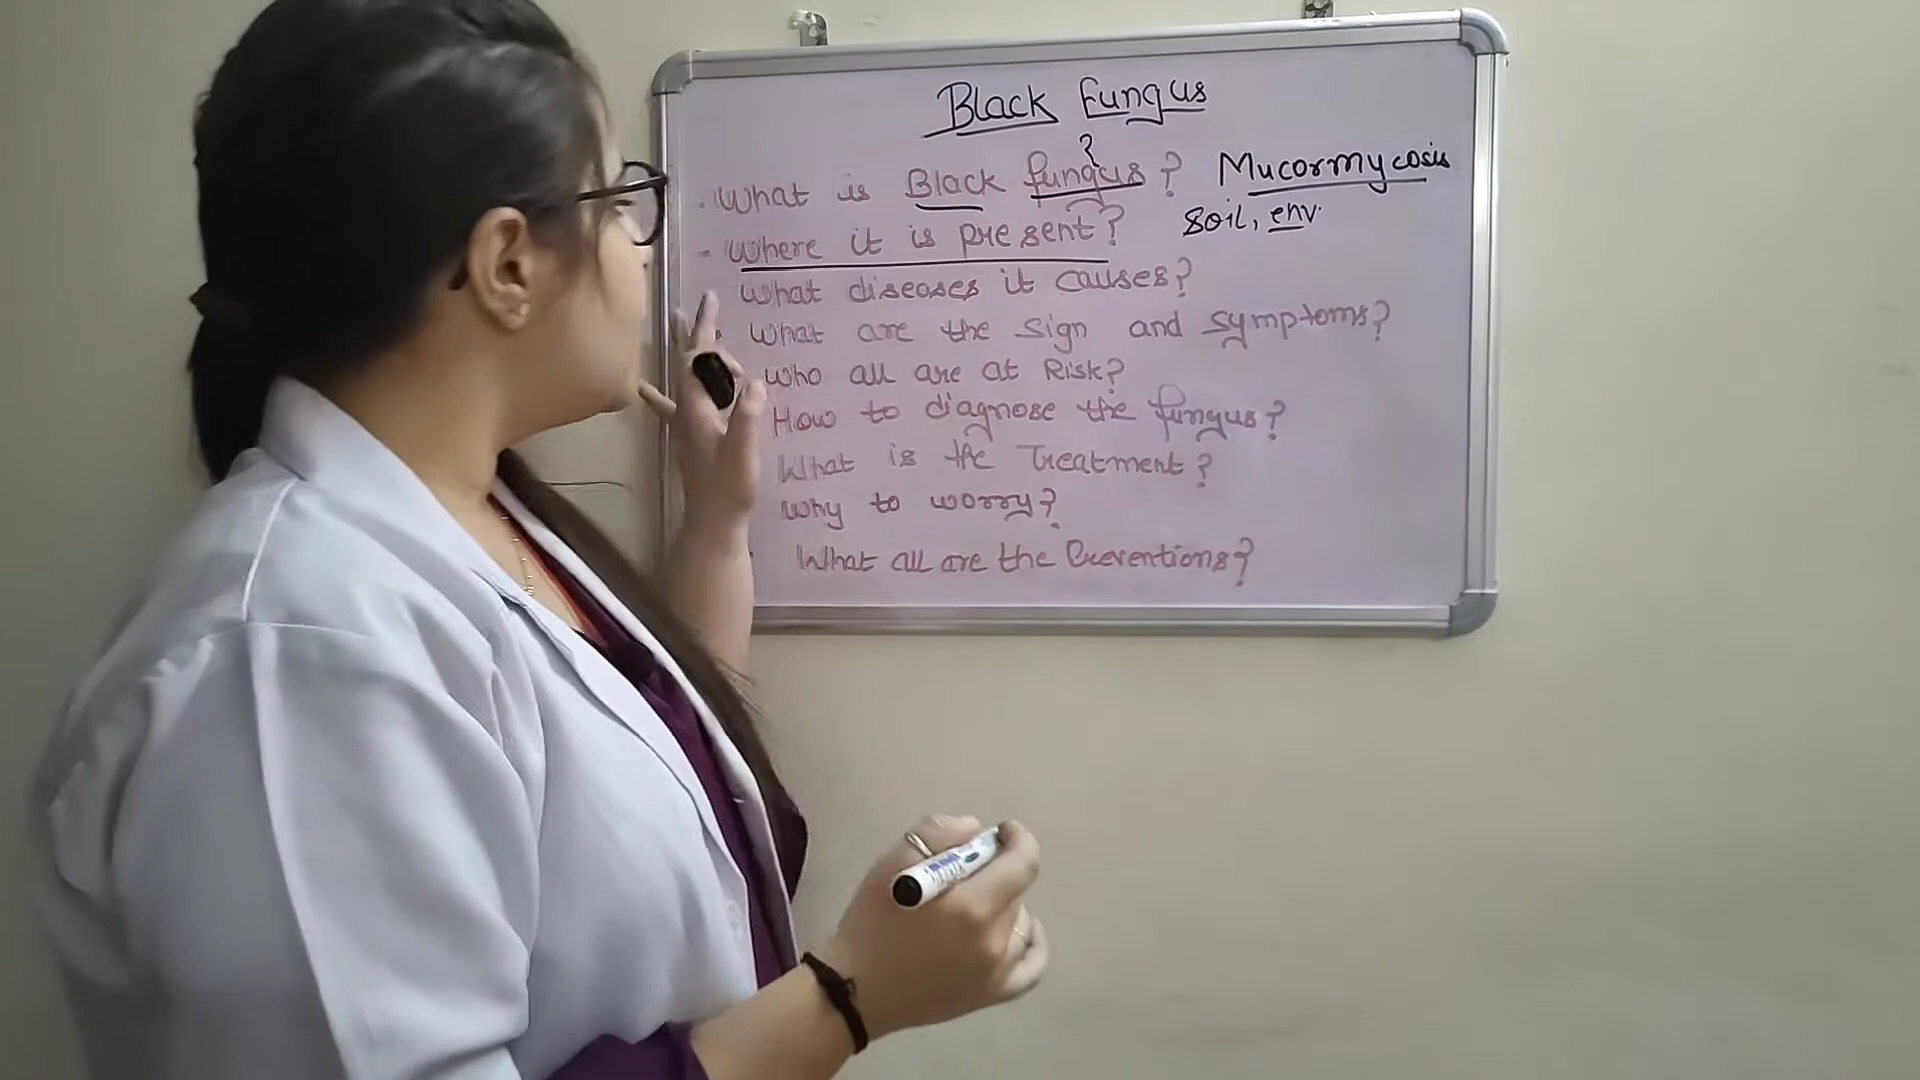 Black Fungus
What is Black fungus? Mucormycosis
soil, env.
Where it is present?
What diseases it causes?
What are the sign and symptoms?
Who all are at Risk?
How to diagnose the fungus?
What is the Treatment?
Why to worry?
What all are the Preventions?